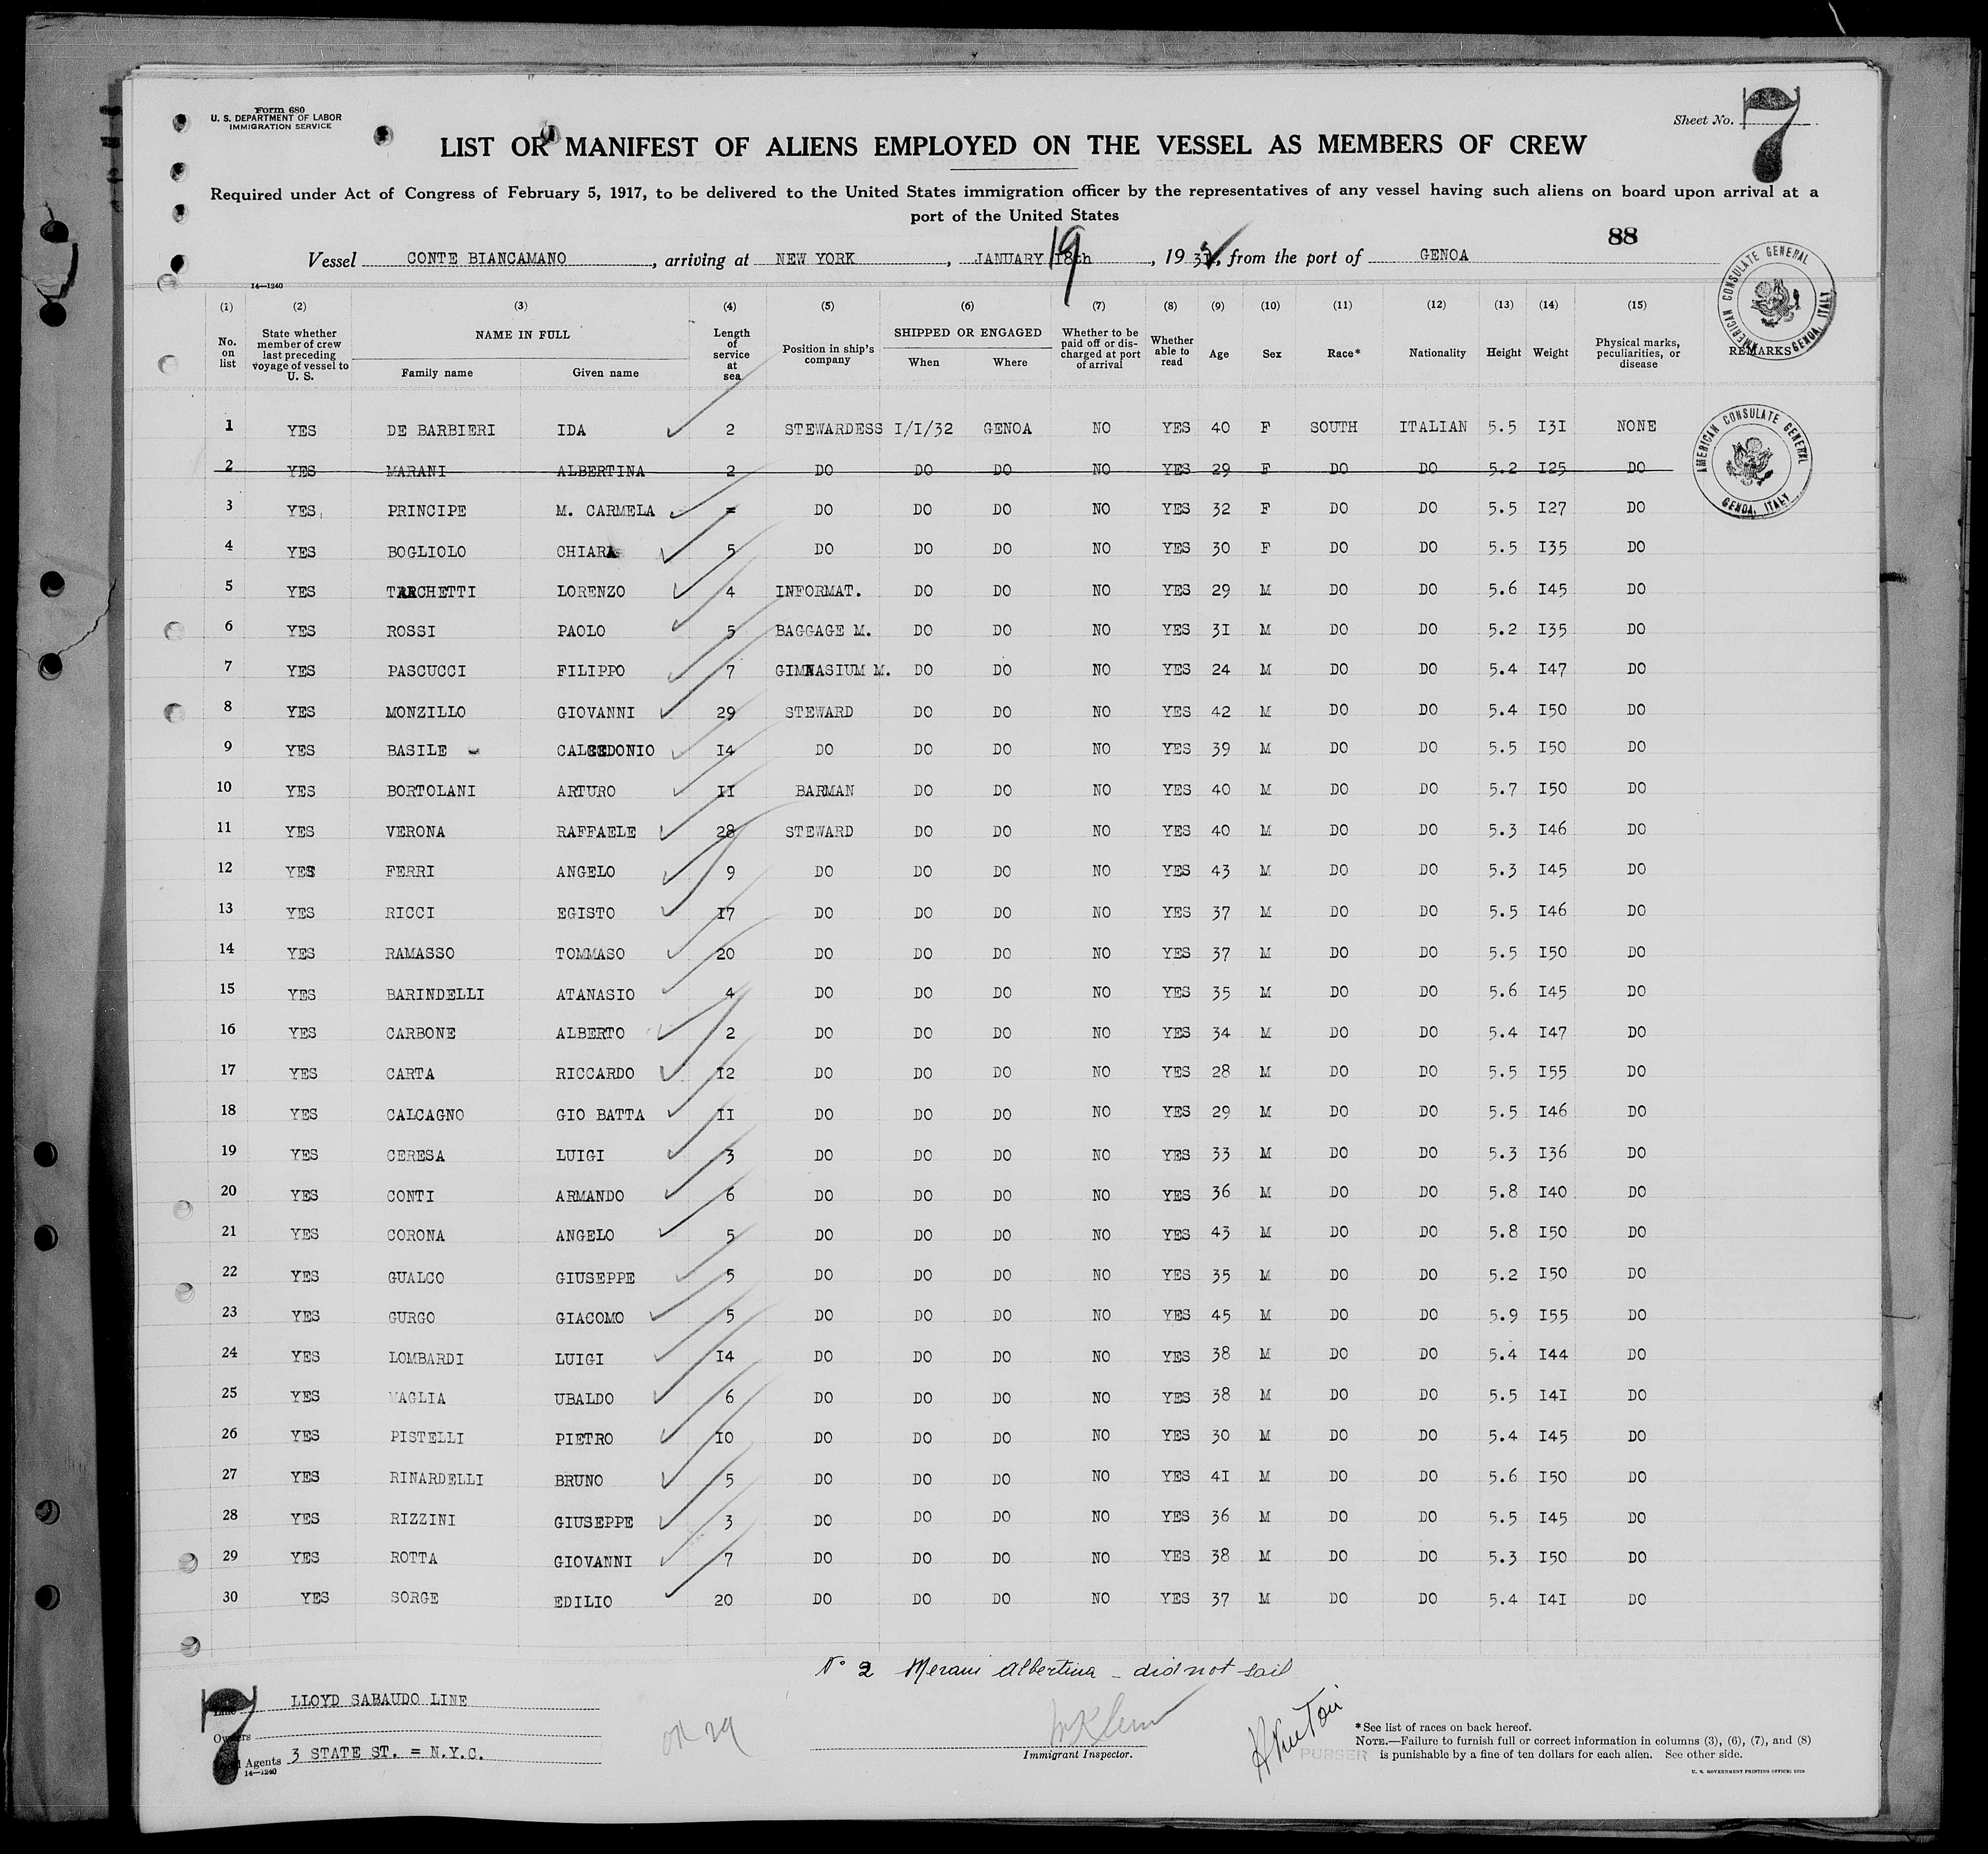 Form 680
U. S. DEPARTMENT OF LABOR
IMMIGRATION SERVICE
Sheet No. 7
LIST OR MANIFEST OF ALIENS EMPLOYED ON THE VESSEL AS MEMBERS OF CREW
Required under Act of Congress of February 5, 1917, to be delivered to the United States immigration officer by the representatives of any vessel having such aliens on board upon arrival at a
port of the United States
88
Vessel CONTE BIANCAMANO, arriving at NEW YORK, JANUARY 18th 19, 1932, from the port of GENOA
14—1240
(1) (2) (3) (4) (5) (6) (7) (8) (9) (10) (11) (12) (13) (14) (15)
No. on list State whether member of crew last preceding voyage of vessel to U. S. NAME IN FULL Family name Given name Length of service at sea Position in ship's company SHIPPED OR ENGAGED When Where Whether to be paid off or discharged at port of arrival Whether able to read Age Sex Race* Nationality Height Weight Physical marks, peculiarities, or disease REMARKS
AMERICAN CONSULATE GENERAL GENOA, ITALY
1 YES DE BARBIERI IDA 2 STEWARDESS I/I/32 GENOA NO YES 40 F SOUTH ITALIAN 5.5 I3I NONE
AMERICAN CONSULATE GENERAL GENOA, ITALY
2 YES MARANI ALBERTINA 2 DO DO DO NO YES 29 F DO DO 5.2 I25 DO
3 YES PRINCIPE M. CARMELA = DO DO DO NO YES 32 F DO DO 5.5 I27 DO
4 YES BOGLIOLO CHIARA 5 DO DO DO NO YES 30 F DO DO 5.5 I35 DO
5 YES TARCHETTI LORENZO 4 INFORMAT. DO DO NO YES 29 M DO DO 5.6 I45 DO
6 YES ROSSI PAOLO 5 BAGGAGE M. DO DO NO YES 3I M DO DO 5.2 I35 DO
7 YES PASCUCCI FILIPPO 7 GIMNASIUM M. DO DO NO YES 24 M DO DO 5.4 I47 DO
8 YES MONZILLO GIOVANNI 29 STEWARD DO DO NO YES 42 M DO DO 5.4 I50 DO
9 YES BASILE CALCEDONIO I4 DO DO DO NO YES 39 M DO DO 5.5 I50 DO
10 YES BORTOLANI ARTURO II BARMAN DO DO NO YES 40 M DO DO 5.7 I50 DO
11 YES VERONA RAFFAELE 28 STEWARD DO DO NO YES 40 M DO DO 5.3 I46 DO
12 YES FERRI ANGELO 9 DO DO DO NO YES 43 M DO DO 5.3 I45 DO
13 YES RICCI EGISTO I7 DO DO DO NO YES 37 M DO DO 5.5 I46 DO
14 YES RAMASSO TOMMASO 20 DO DO DO NO YES 37 M DO DO 5.5 I50 DO
15 YES BARINDELLI ATANASIO 4 DO DO DO NO YES 35 M DO DO 5.6 I45 DO
16 YES CARBONE ALBERTO 2 DO DO DO NO YES 34 M DO DO 5.4 I47 DO
17 YES CARTA RICCARDO I2 DO DO DO NO YES 28 M DO DO 5.5 I55 DO
18 YES CALCAGNO GIO BATTA II DO DO DO NO YES 29 M DO DO 5.5 I46 DO
19 YES CERESA LUIGI 3 DO DO DO NO YES 33 M DO DO 5.3 I36 DO
20 YES CONTI ARMANDO 6 DO DO DO NO YES 36 M DO DO 5.8 I40 DO
21 YES CORONA ANGELO 5 DO DO DO NO YES 43 M DO DO 5.8 I50 DO
22 YES GUALCO GIUSEPPE 5 DO DO DO NO YES 35 M DO DO 5.2 I50 DO
23 YES GURGO GIACOMO 5 DO DO DO NO YES 45 M DO DO 5.9 I55 DO
24 YES LOMBARDI LUIGI I4 DO DO DO NO YES 38 M DO DO 5.4 I44 DO
25 YES MAGLIA UBALDO 6 DO DO DO NO YES 38 M DO DO 5.5 I4I DO
26 YES PISTELLI PIETRO I0 DO DO DO NO YES 30 M DO DO 5.4 I45 DO
27 YES RINARDELLI BRUNO 5 DO DO DO NO YES 4I M DO DO 5.6 I50 DO
28 YES RIZZINI GIUSEPPE 3 DO DO DO NO YES 36 M DO DO 5.5 I45 DO
29 YES ROTTA GIOVANNI 7 DO DO DO NO YES 38 M DO DO 5.3 I50 DO
30 YES SORGE EDILIO 20 DO DO DO NO YES 37 M DO DO 5.4 I4I DO
N° 2 Merani Albertina - did not sail
7
Line LLOYD SABAUDO LINE
Owners
Agents 3 STATE ST. = N.Y.C.
14—1240
OK 29
Immigrant Inspector.
PURSER
*See list of races on back hereof.
NOTE.—Failure to furnish full or correct information in columns (3), (6), (7), and (8)
is punishable by a fine of ten dollars for each alien. See other side.
U. S. GOVERNMENT PRINTING OFFICE: 1929